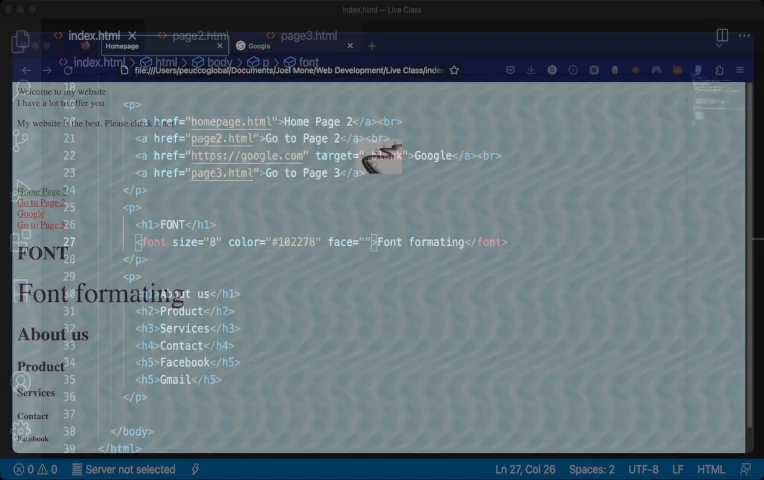 index.html — Live Class
index.html page2.html page3.html
Homepage Google
index.html html body p font
file:///Users/peuccoglobal/Documents/Joel Mone/Web Development/Live Class/index
Welcome to my website.
I have a lot to offer you.
My website is the best. Please check it out
<p>
<a href="homepage.html">Home Page 2</a><br>
<a href="page2.html">Go to Page 2</a><br>
22 <a href="https://google.com" target="_blank">Google</a><br>
23 <a href="page3.html">Go to Page 3</a>
24 </p>
25 <p>
26 <h1>FONT</h1>
27 <font size="8" color="#102278" face="">Font formating</font>
28 </p>
29 <p>
<h1>About us</h1>
31 <h2>Product</h2>
32 <h3>Services</h3>
33 <h4>Contact</h4>
34 <h5>Facebook</h5>
35 <h5>Gmail</h5>
36 </p>
37
38 </body>
39 </html>
Home Page 2
Go to Page 2
Google
Go to Page 3
FONT
Font formating
About us
Product
Services
Contact
Facebook
0 0 Server not selected Ln 27, Col 26 Spaces: 2 UTF-8 LF HTML